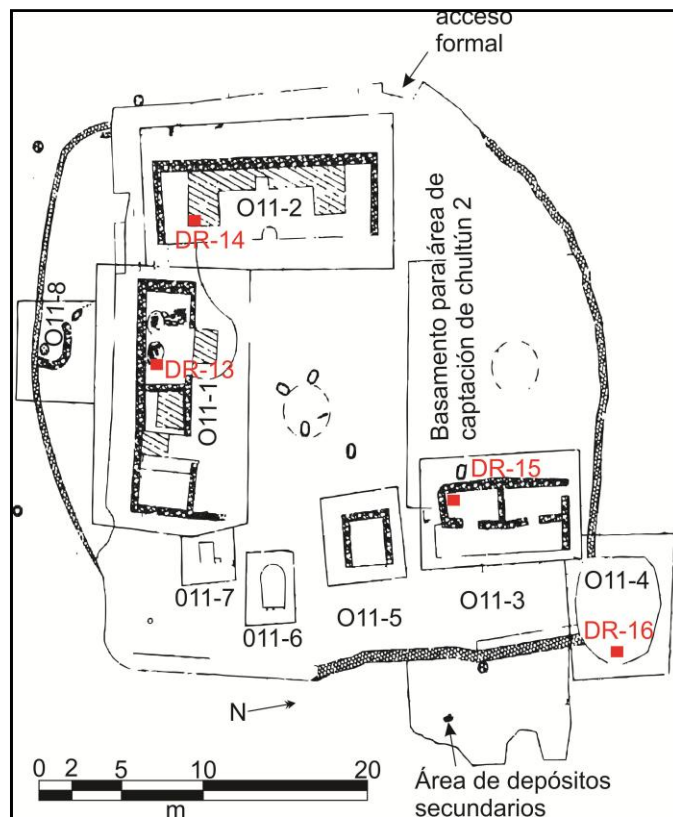 acceso
formal
O11-2
DR-14
O11-8
DR-13
O11-1
Basamento para área de
captación de chultún 2
DR-15
O11-4
O11-3
O11-5
011-7
011-6
DR-16
N
0 2 5 10 20
m
Área de depósitos
secundarios